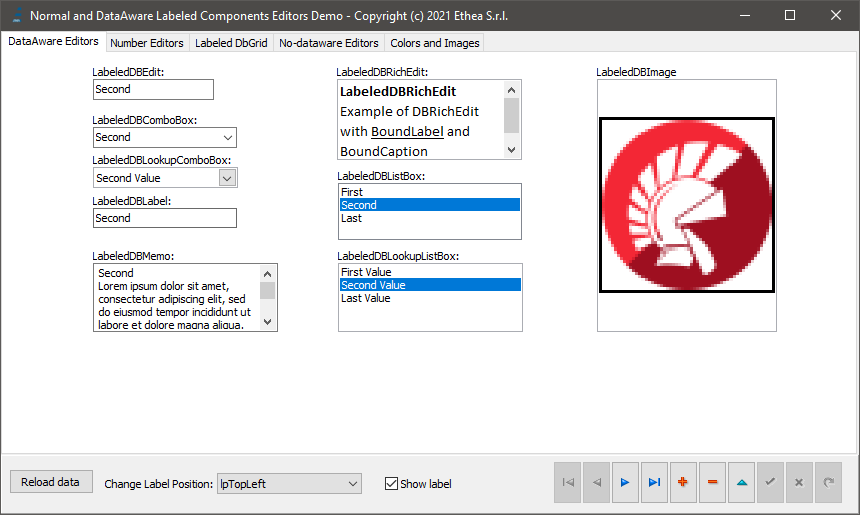 Normal and DataAware Labeled Components Editors Demo - Copyright (c) 2021 Ethea S.r.l.
DataAware Editors
Number Editors
Labeled DbGrid
No-dataware Editors
Colors and Images
LabeledDBEdit:
Second
LabeledDBComboBox:
Second
LabeledDBLookupComboBox:
Second Value
LabeledDBLabel:
Second
LabeledDBMemo:
Second
Lorem ipsum dolor sit amet,
consectetur adipiscing elit, sed
do eiusmod tempor incididunt ut
labore et dolore magna aliqua.
LabeledDBRichEdit:
LabeledDBRichEdit
Example of DBRichEdit
with BoundLabel and
BoundCaption
LabeledDBListBox:
First
Second
Last
LabeledDBLookupListBox:
First Value
Second Value
Last Value
LabeledDBImage
Reload data
Change Label Position:
lpTopLeft
Show label